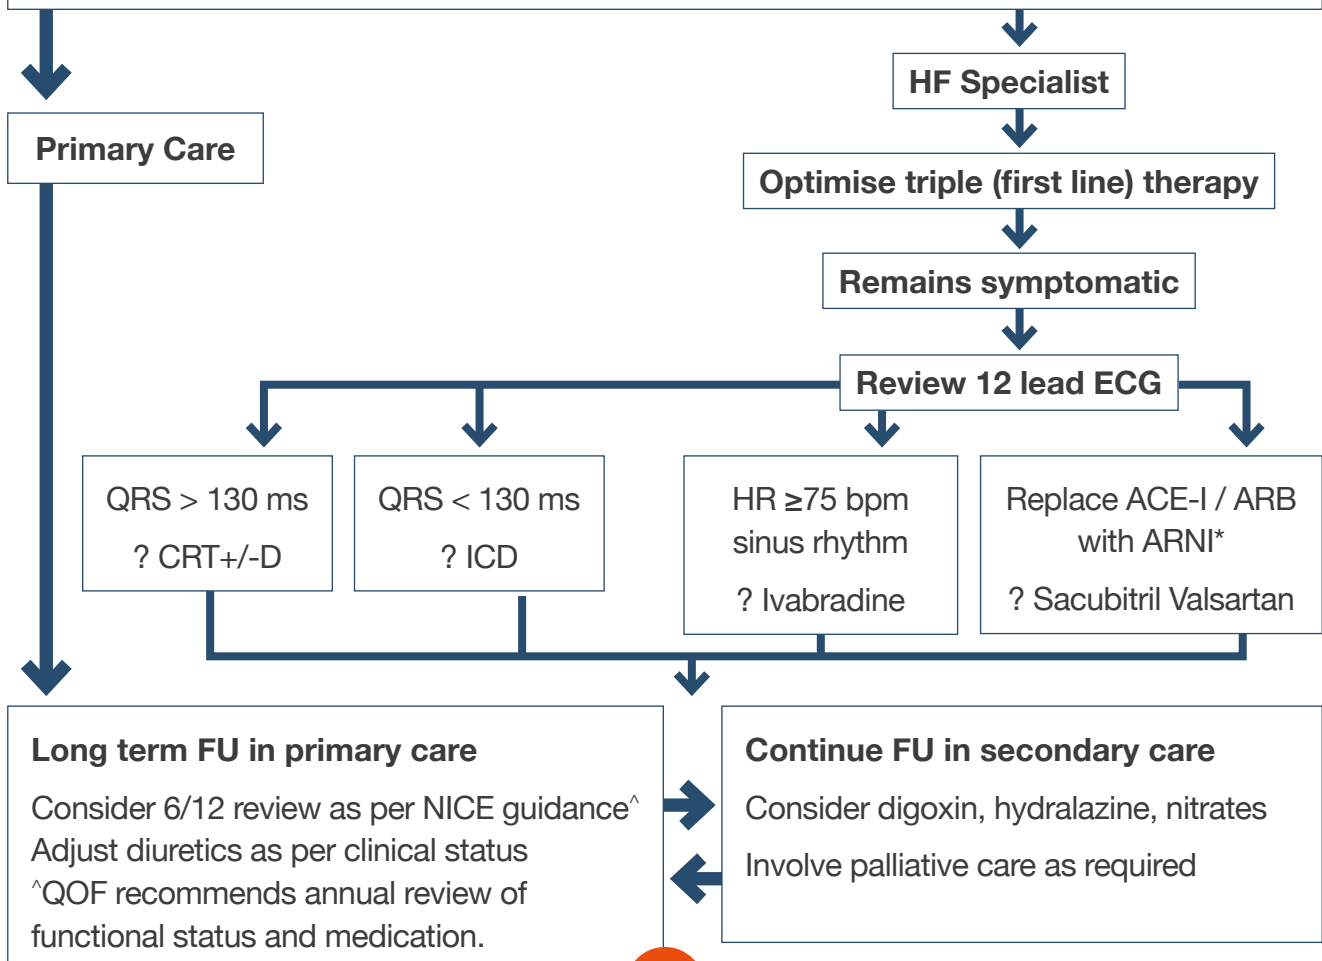 HF Specialist
Primary Care
Optimise triple (first line) therapy
Remains symptomatic
Review 12 lead ECG
QRS > 130 ms
? CRT+/-D
QRS < 130 ms
? ICD
HR ≥75 bpm
sinus rhythm
? Ivabradine
Replace ACE-I / ARB
with ARNI*
? Sacubitril Valsartan
Long term FU in primary care
Consider 6/12 review as per NICE guidance^
Adjust diuretics as per clinical status
^QOF recommends annual review of
functional status and medication.
Continue FU in secondary care
Consider digoxin, hydralazine, nitrates
Involve palliative care as required